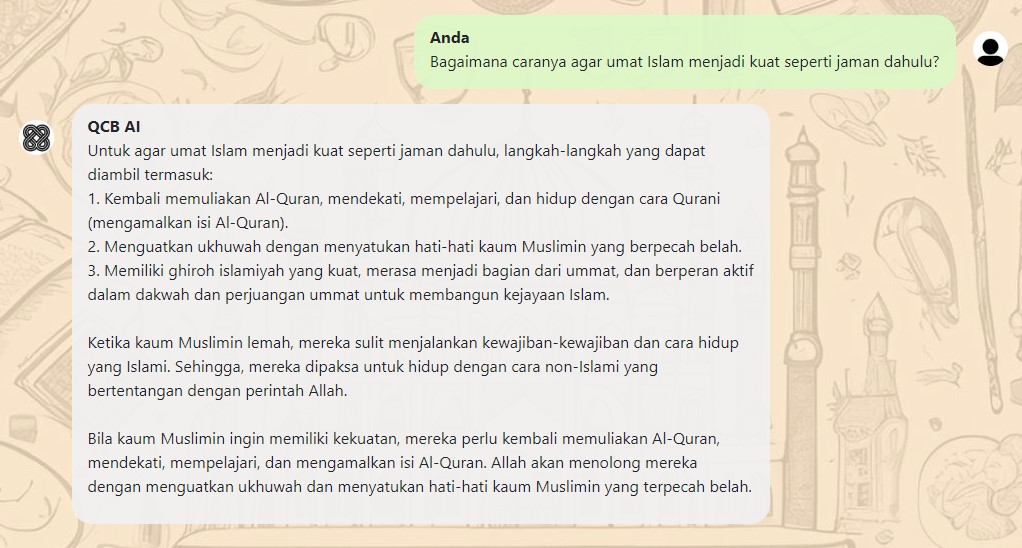 Anda
Bagaimana caranya agar umat Islam menjadi kuat seperti jaman dahulu?
QCB AI
Untuk agar umat Islam menjadi kuat seperti jaman dahulu, langkah-langkah yang dapat
diambil termasuk:
1. Kembali memuliakan Al-Quran, mendekati, mempelajari, dan hidup dengan cara Qurani
(mengamalkan isi Al-Quran).
2. Menguatkan ukhuwah dengan menyatukan hati-hati kaum Muslimin yang berpecah belah.
3. Memiliki ghiroh islamiyah yang kuat, merasa menjadi bagian dari ummat, dan berperan aktif
dalam dakwah dan perjuangan ummat untuk membangun kejayaan Islam.
Ketika kaum Muslimin lemah, mereka sulit menjalankan kewajiban-kewajiban dan cara hidup
yang Islami. Sehingga, mereka dipaksa untuk hidup dengan cara non-Islami yang
bertentangan dengan perintah Allah.
Bila kaum Muslimin ingin memiliki kekuatan, mereka perlu kembali memuliakan Al-Quran,
mendekati, mempelajari, dan mengamalkan isi Al-Quran. Allah akan menolong mereka
dengan menguatkan ukhuwah dan menyatukan hati-hati kaum Muslimin yang terpecah belah.